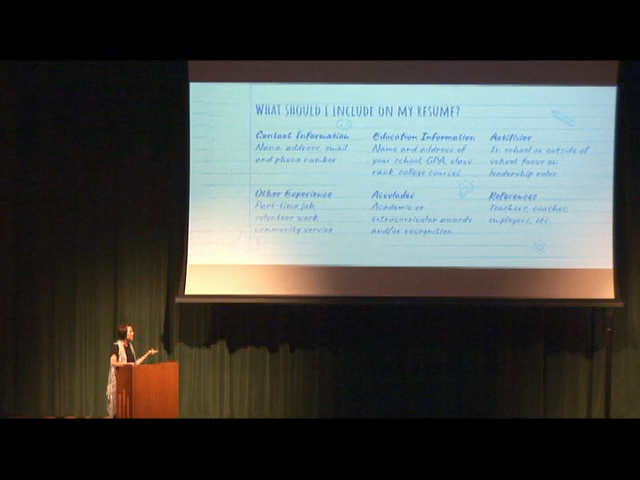 WHAT SHOULD I INCLUDE ON MY RESUME?
Contact Information
Name, address, email
and phone number
Education Information
Name and address of
your school, GPA, class
rank, college courses
Activities
In school or outside of
school, focus on
leadership roles
Other Experience
Part-time job,
volunteer work,
community service
Accolades
Academic or
extracurricular awards
and/or recognition
References
Teachers, coaches,
employers, etc.